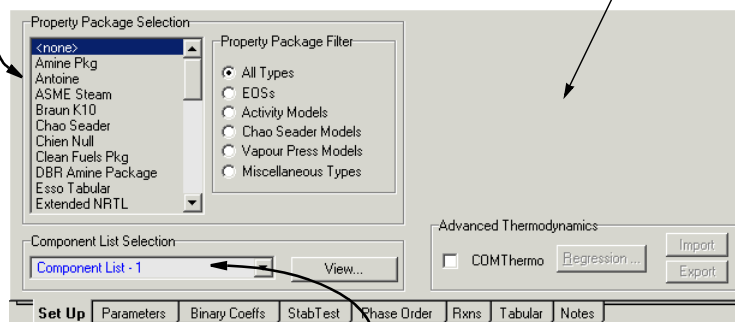 Property Package Selection
<none>
Amine Pkg
Antoine
ASME Steam
Braun K10
Chao Seader
Chien Null
Clean Fuels Pkg
DBR Amine Package
Esso Tabular
Extended NRTL
Property Package Filter
All Types
EOSs
Activity Models
Chao Seader Models
Vapour Press Models
Miscellaneous Types
Component List Selection
Component List - 1
View...
Advanced Thermodynamics
COMThermo
Regression ...
Import
Export
Set Up Parameters Binary Coeffs StabTest Phase Order Rxns Tabular Notes